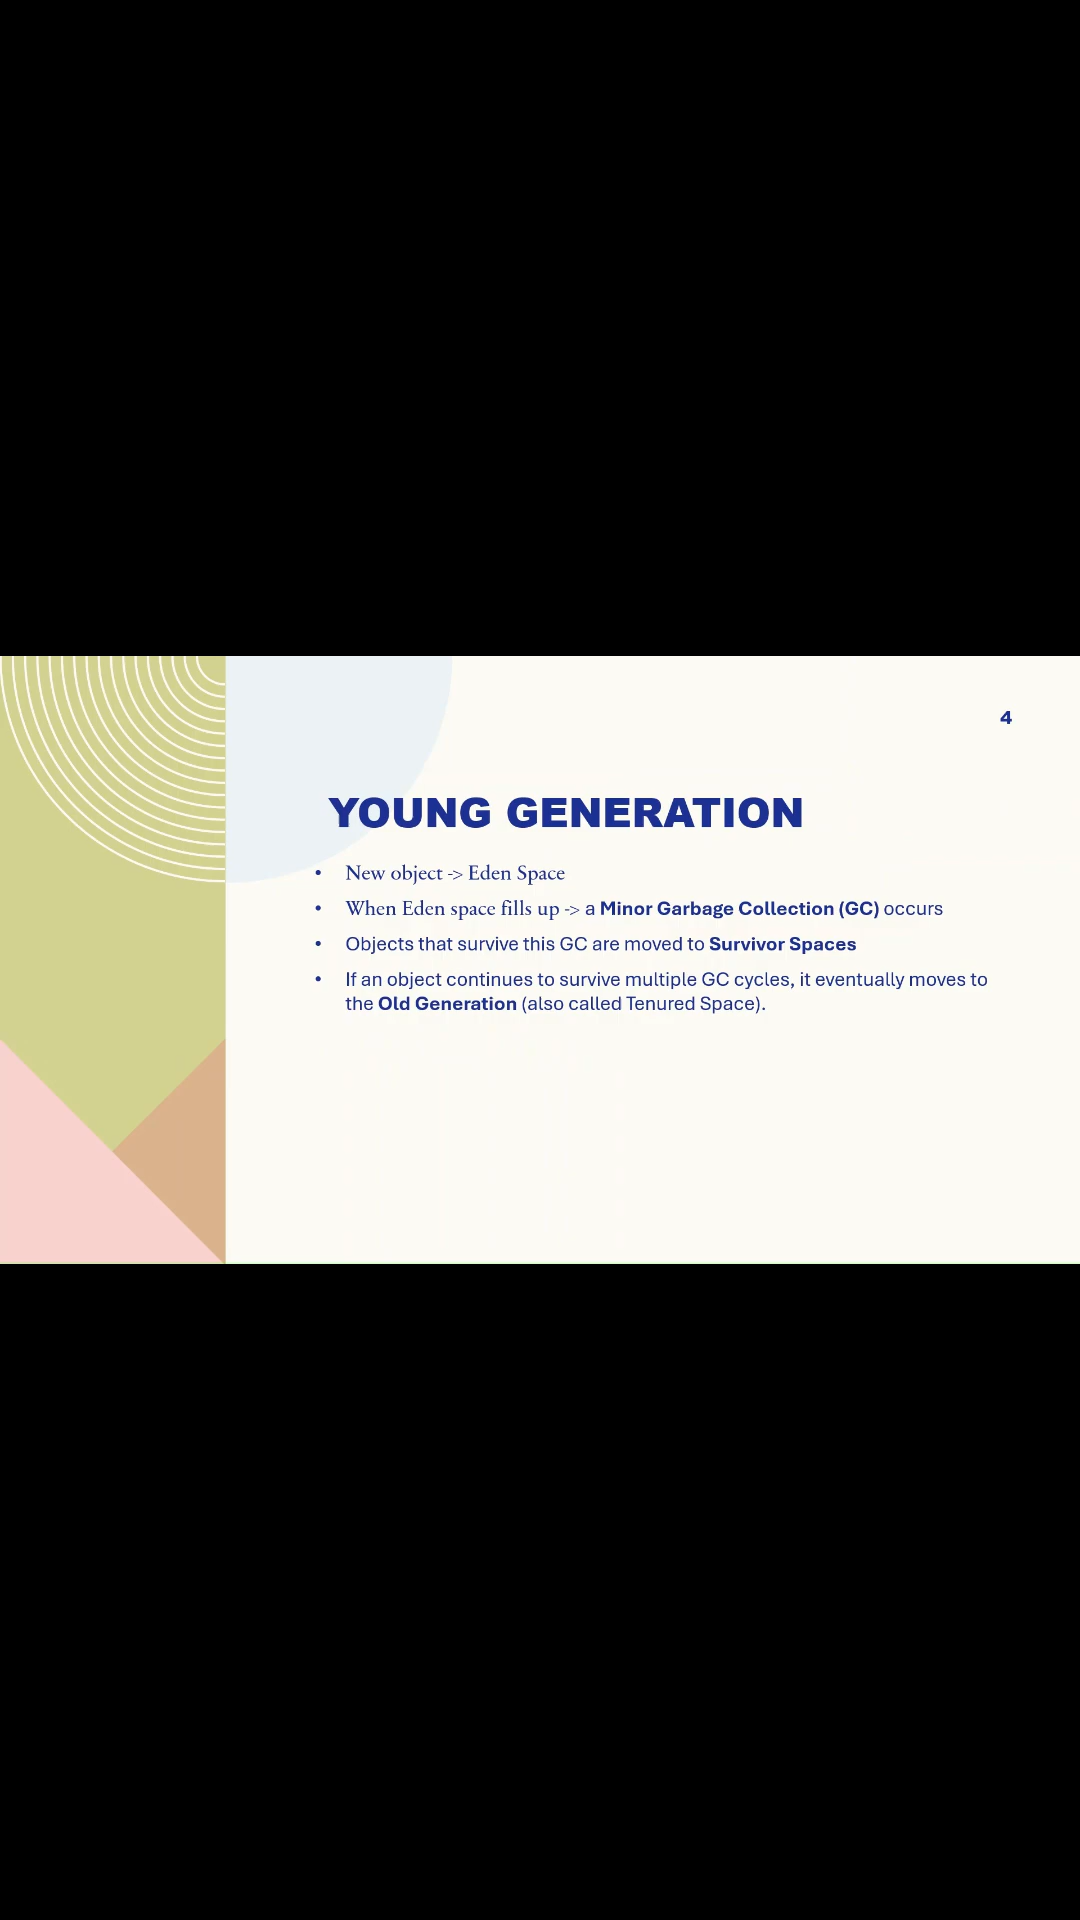 4
YOUNG GENERATION
• New object -> Eden Space
• When Eden space fills up -> a Minor Garbage Collection (GC) occurs
• Objects that survive this GC are moved to Survivor Spaces
• If an object continues to survive multiple GC cycles, it eventually moves to
the Old Generation (also called Tenured Space).